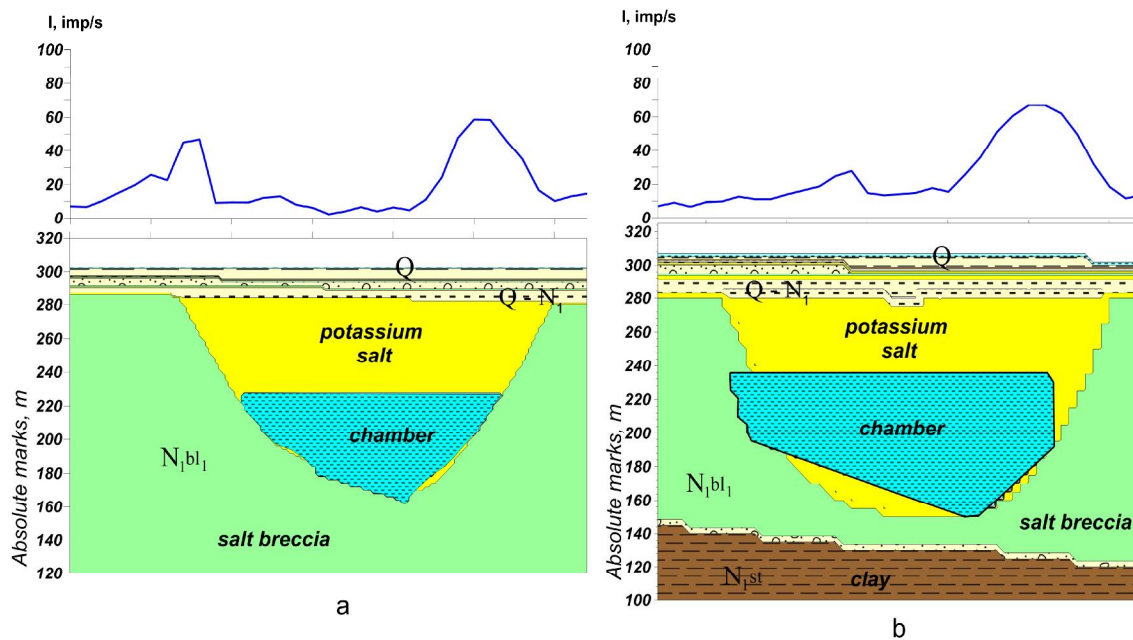 I, imp/s
100
80
60
40
20
0
320
300
280
260
240
220
200
180
160
140
120
Absolute marks, m
Q
Q - N₁
potassium
salt
chamber
N₁bl₁
salt breccia
a
I, imp/s
100
80
60
40
20
0
320
300
280
260
240
220
200
180
160
140
120
100
Absolute marks, m
Q
Q - N₁
potassium
salt
chamber
N₁bl₁
salt breccia
N₁st
clay
b